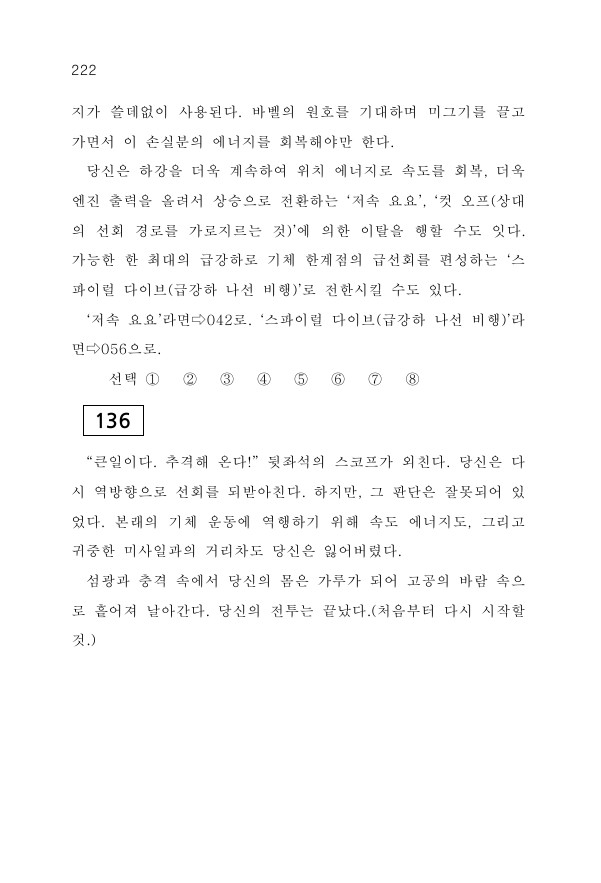 222
지가 쓸데없이 사용된다. 바벨의 원호를 기대하며 미그기를 끌고
가면서 이 손실분의 에너지를 회복해야만 한다.
당신은 하강을 더욱 계속하여 위치 에너지로 속도를 회복, 더욱
엔진 출력을 올려서 상승으로 전환하는 ‘저속 요요’, ‘컷 오프(상대
의 선회 경로를 가로지르는 것)’에 의한 이탈을 행할 수도 잇다.
가능한 한 최대의 급강하로 기체 한계점의 급선회를 편성하는 ‘스
파이럴 다이브(급강하 나선 비행)’로 전한시킬 수도 있다.
‘저속 요요’라면⇨042로. ‘스파이럴 다이브(급강하 나선 비행)’라
면⇨056으로.
선택 ① ② ③ ④ ⑤ ⑥ ⑦ ⑧
136
“큰일이다. 추격해 온다!” 뒷좌석의 스코프가 외친다. 당신은 다
시 역방향으로 선회를 되받아친다. 하지만, 그 판단은 잘못되어 있
었다. 본래의 기체 운동에 역행하기 위해 속도 에너지도, 그리고
귀중한 미사일과의 거리차도 당신은 잃어버렸다.
섬광과 충격 속에서 당신의 몸은 가루가 되어 고공의 바람 속으
로 흩어져 날아간다. 당신의 전투는 끝났다.(처음부터 다시 시작할
것.)